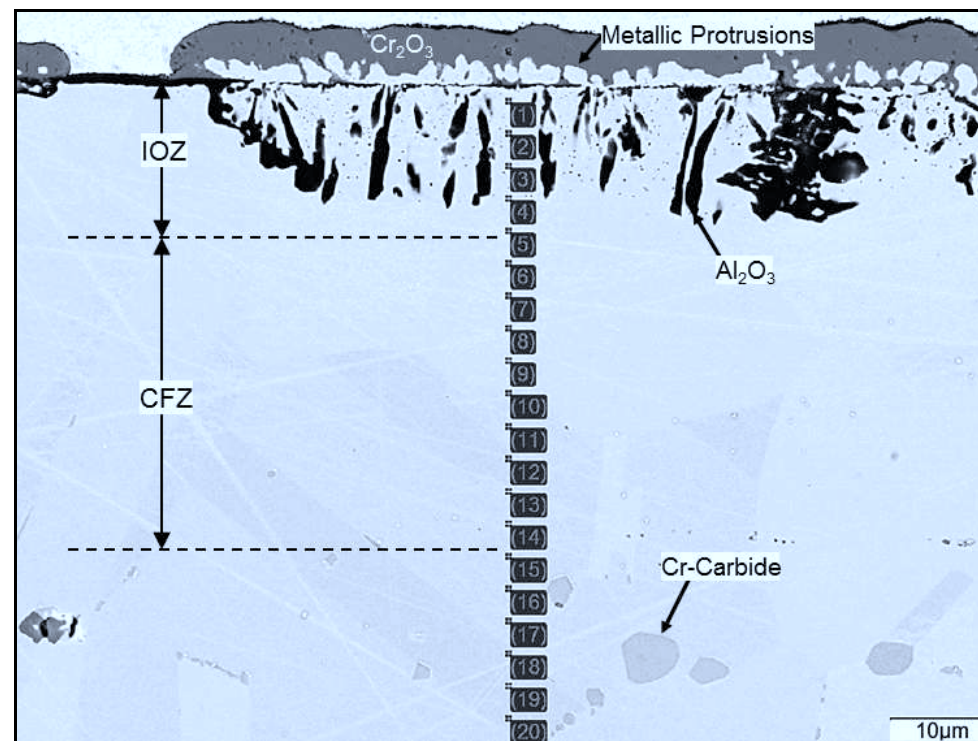 Cr₂O₃
Metallic Protrusions
IOZ
(1)
(2)
(3)
(4)
(5)
(6)
Al₂O₃
(7)
(8)
CFZ
(9)
(10)
(11)
(12)
(13)
(14)
(15)
Cr-Carbide
(16)
(17)
(18)
(19)
(20)
10µm